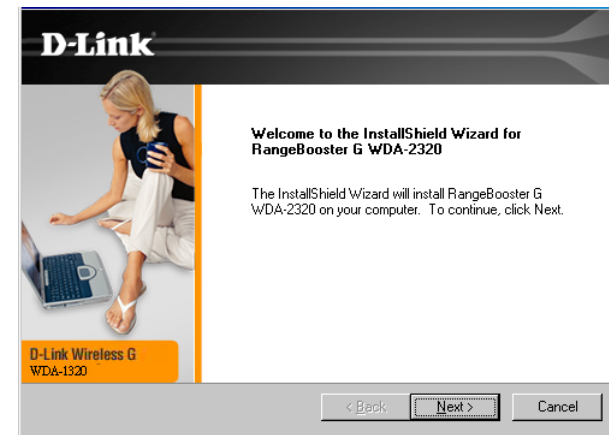 D-Link
Welcome to the InstallShield Wizard for
RangeBooster G WDA-2320
The InstallShield Wizard will install RangeBooster G
WDA-2320 on your computer. To continue, click Next.
D-Link Wireless G
WDA-1320
< Back
Next >
Cancel